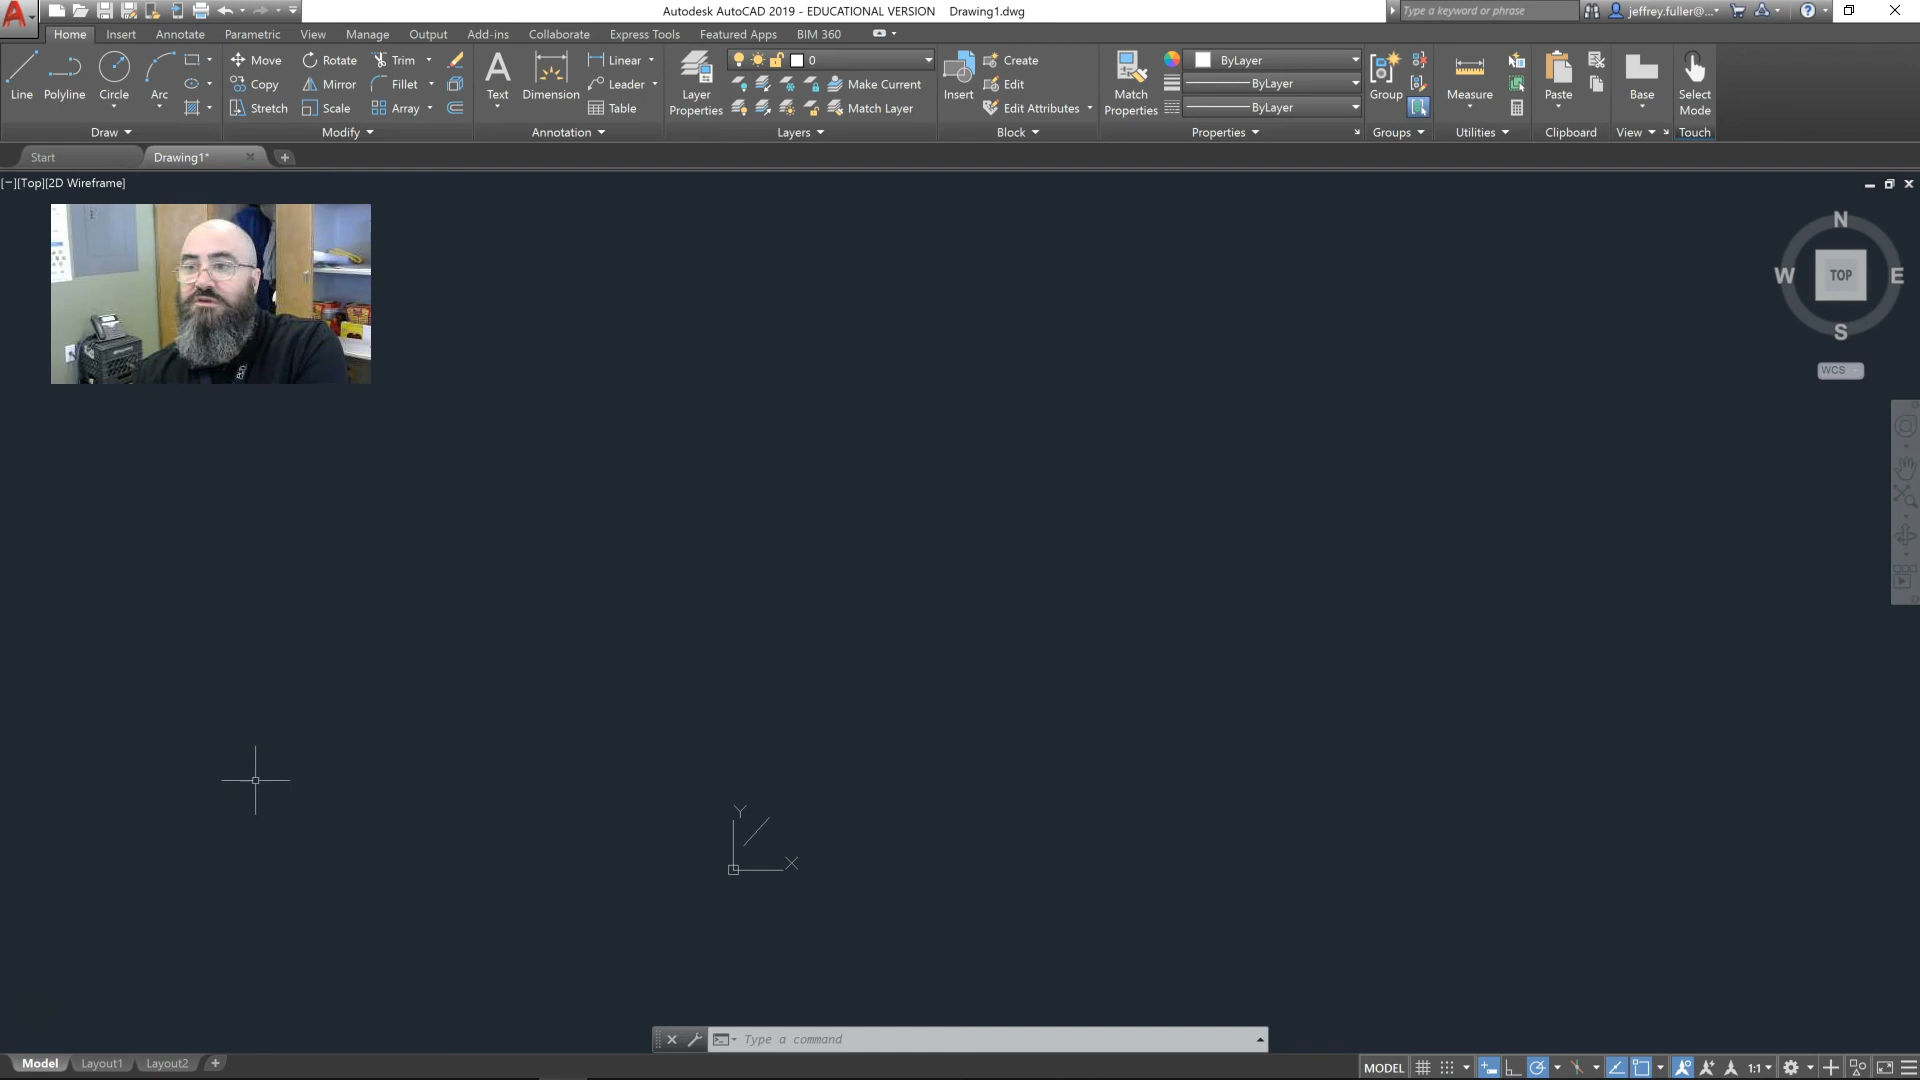 Autodesk AutoCAD 2019 - EDUCATIONAL VERSION Drawing1.dwg
Type a keyword or phrase
jeffrey.fuller@...
Home Insert Annotate Parametric View Manage Output Add-ins Collaborate Express Tools Featured Apps BIM 360
Line Polyline Circle Arc
Move Rotate Trim
Copy Mirror Fillet
Stretch Scale Array
Text Dimension
Linear
Leader
Table
Layer Properties
0
Make Current
Match Layer
Insert
Create
Edit
Edit Attributes
Match Properties
ByLayer
ByLayer
ByLayer
Group
Measure
Paste
Base
Select Mode
Draw Modify Annotation Layers Block Properties Groups Utilities Clipboard View Touch
Start Drawing1*
[−][Top][2D Wireframe]
N
W TOP E
S
WCS
Y
X
Type a command
Model Layout1 Layout2
MODEL 1:1